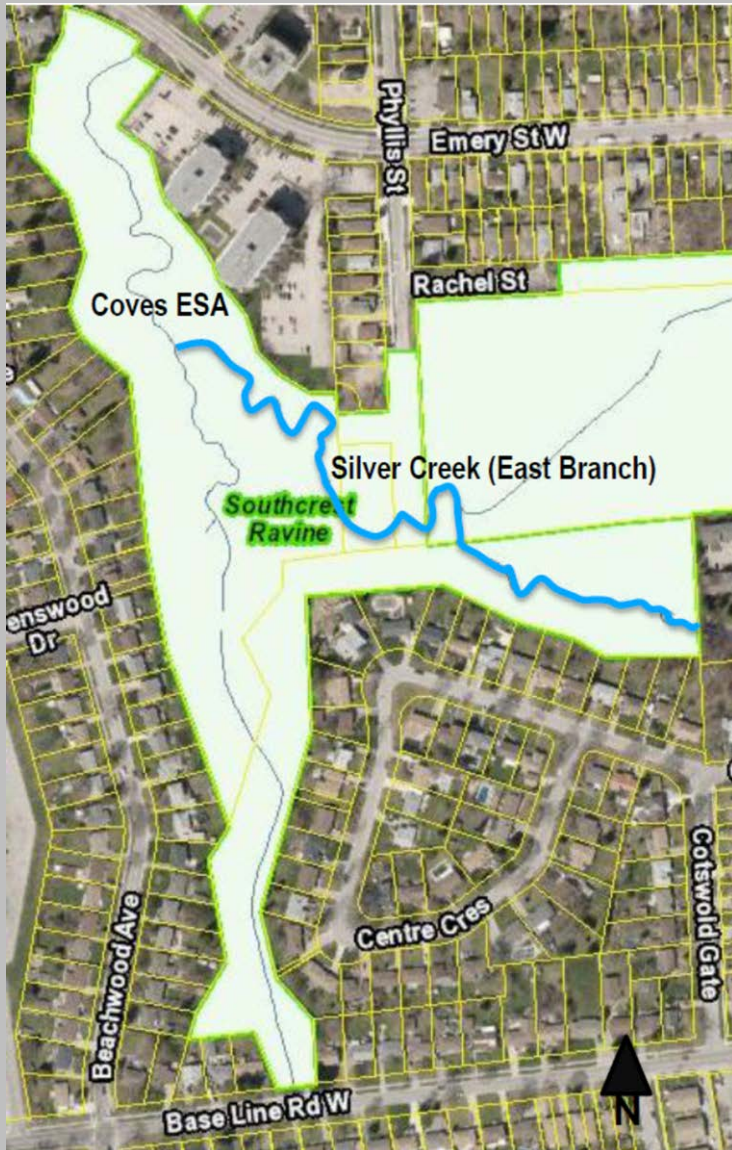 Phyllis St
Emery St W
Rachel St
Coves ESA
Silver Creek (East Branch)
Southcrest
Ravine
enswood
Dr
Cotswold Gate
Centre Cres
Beachwood Ave
Base Line Rd W
N